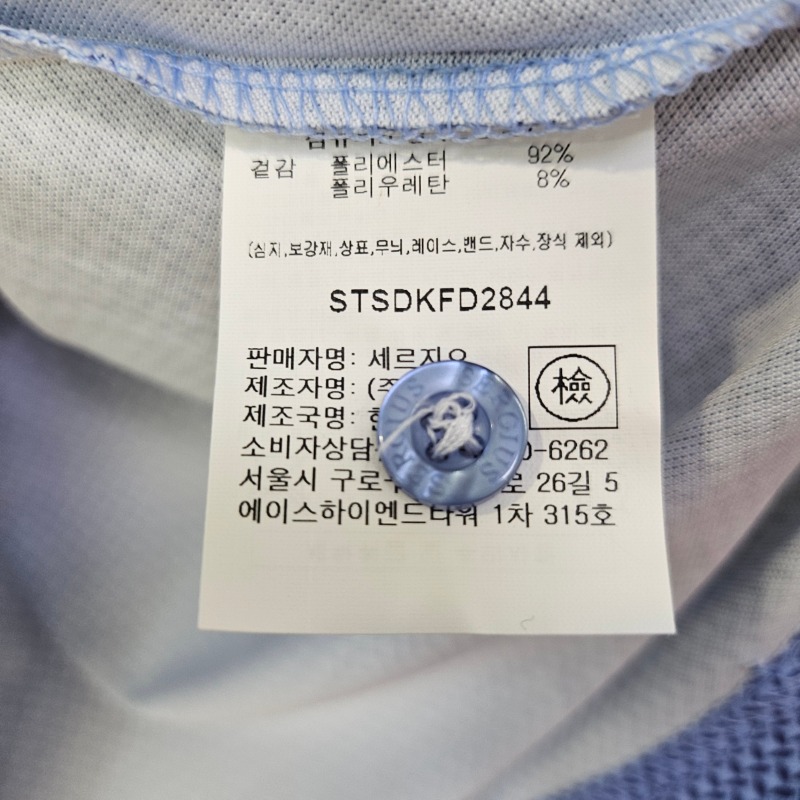 겉감 폴리에스터 92%
폴리우레탄 8%
(심지,보강재,상표,무늬,레이스,밴드,자수,장식 제외)
STSDKFD2844
판매자명: 세르지오
檢
제조자명: (주
제조국명:
소비자상담 -6262
서울시 구로 로 26길 5
에이스하이엔드타워 1차 315호
SERGIUS SERGIUS